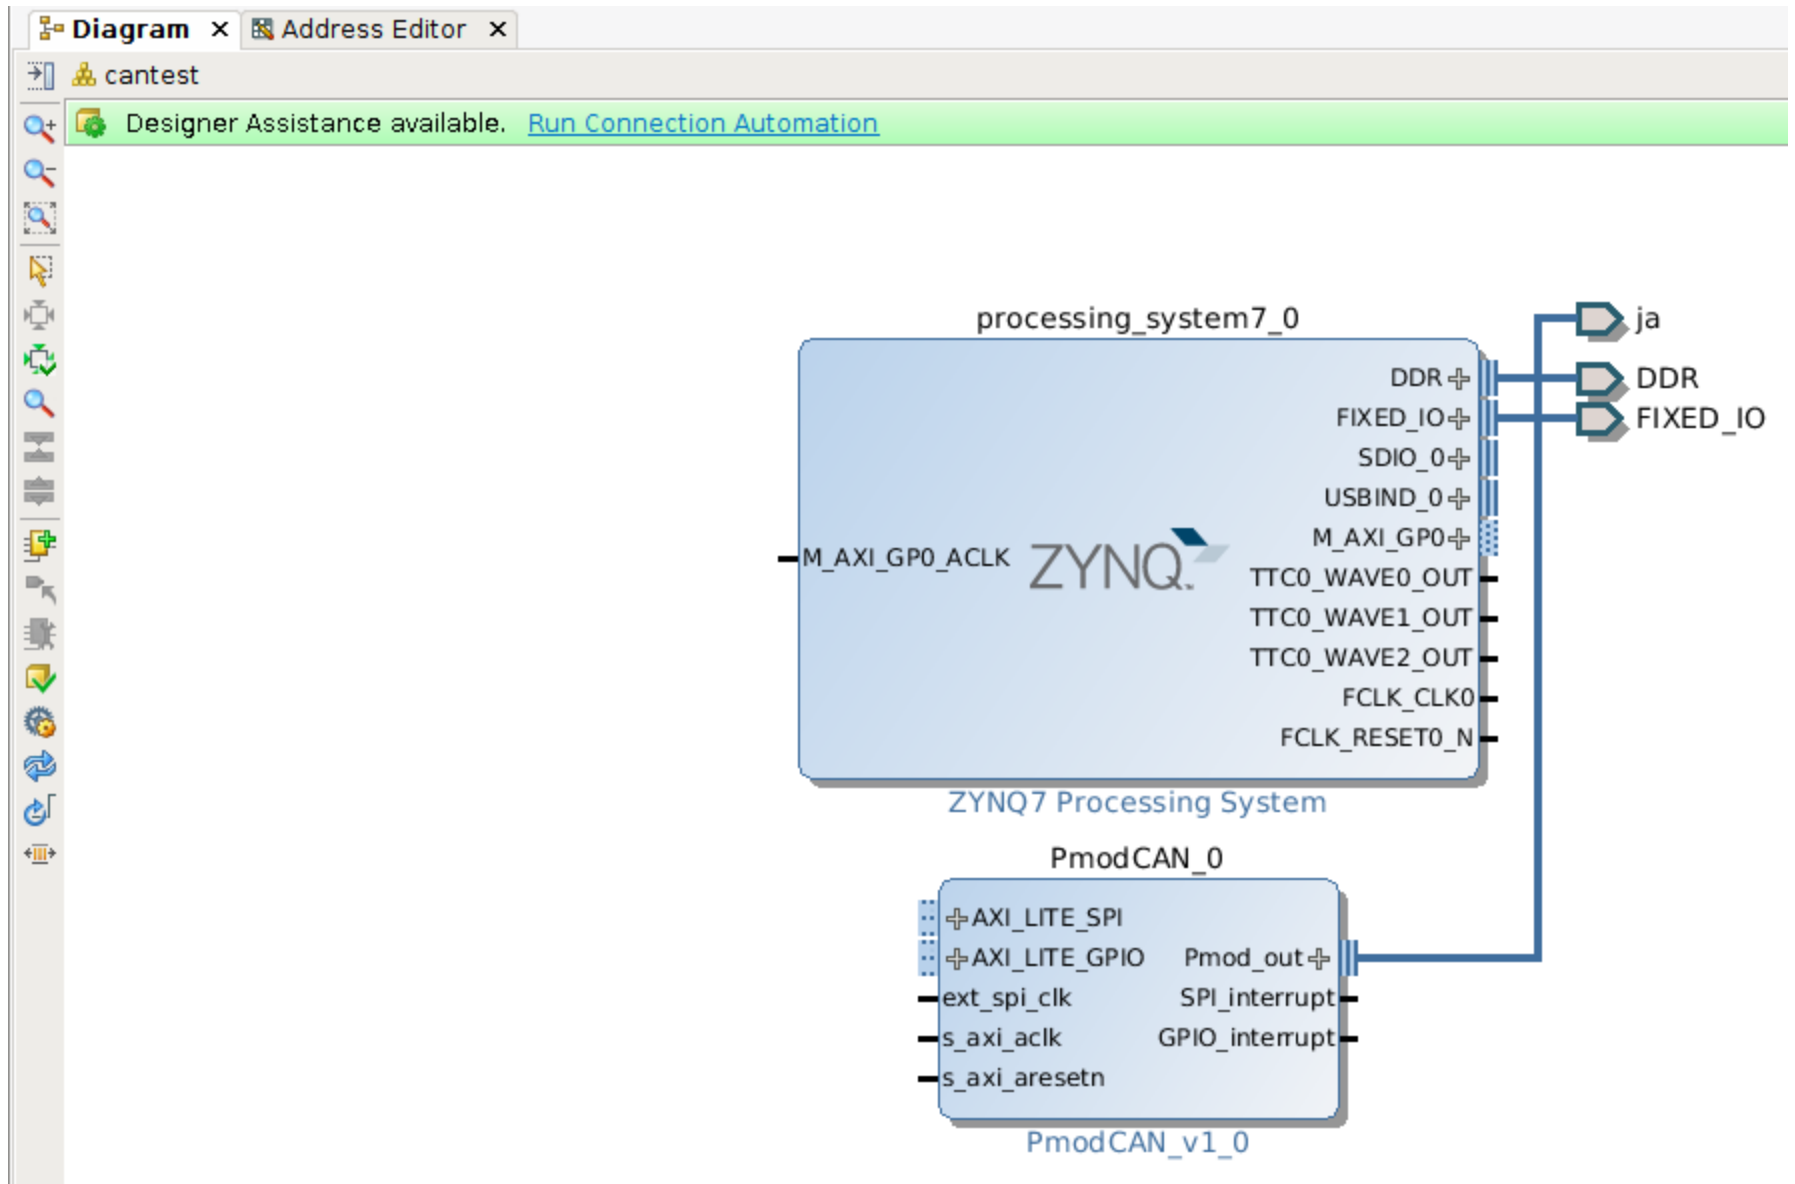 Diagram
Address Editor
cantest
Designer Assistance available. Run Connection Automation
processing_system7_0
DDR
FIXED_IO
SDIO_0
USBIND_0
M_AXI_GP0
TTC0_WAVE0_OUT
TTC0_WAVE1_OUT
TTC0_WAVE2_OUT
FCLK_CLK0
FCLK_RESET0_N
M_AXI_GP0_ACLK
ZYNQ
ZYNQ7 Processing System
ja
DDR
FIXED_IO
PmodCAN_0
AXI_LITE_SPI
AXI_LITE_GPIO
ext_spi_clk
s_axi_aclk
s_axi_aresetn
Pmod_out
SPI_interrupt
GPIO_interrupt
PmodCAN_v1_0